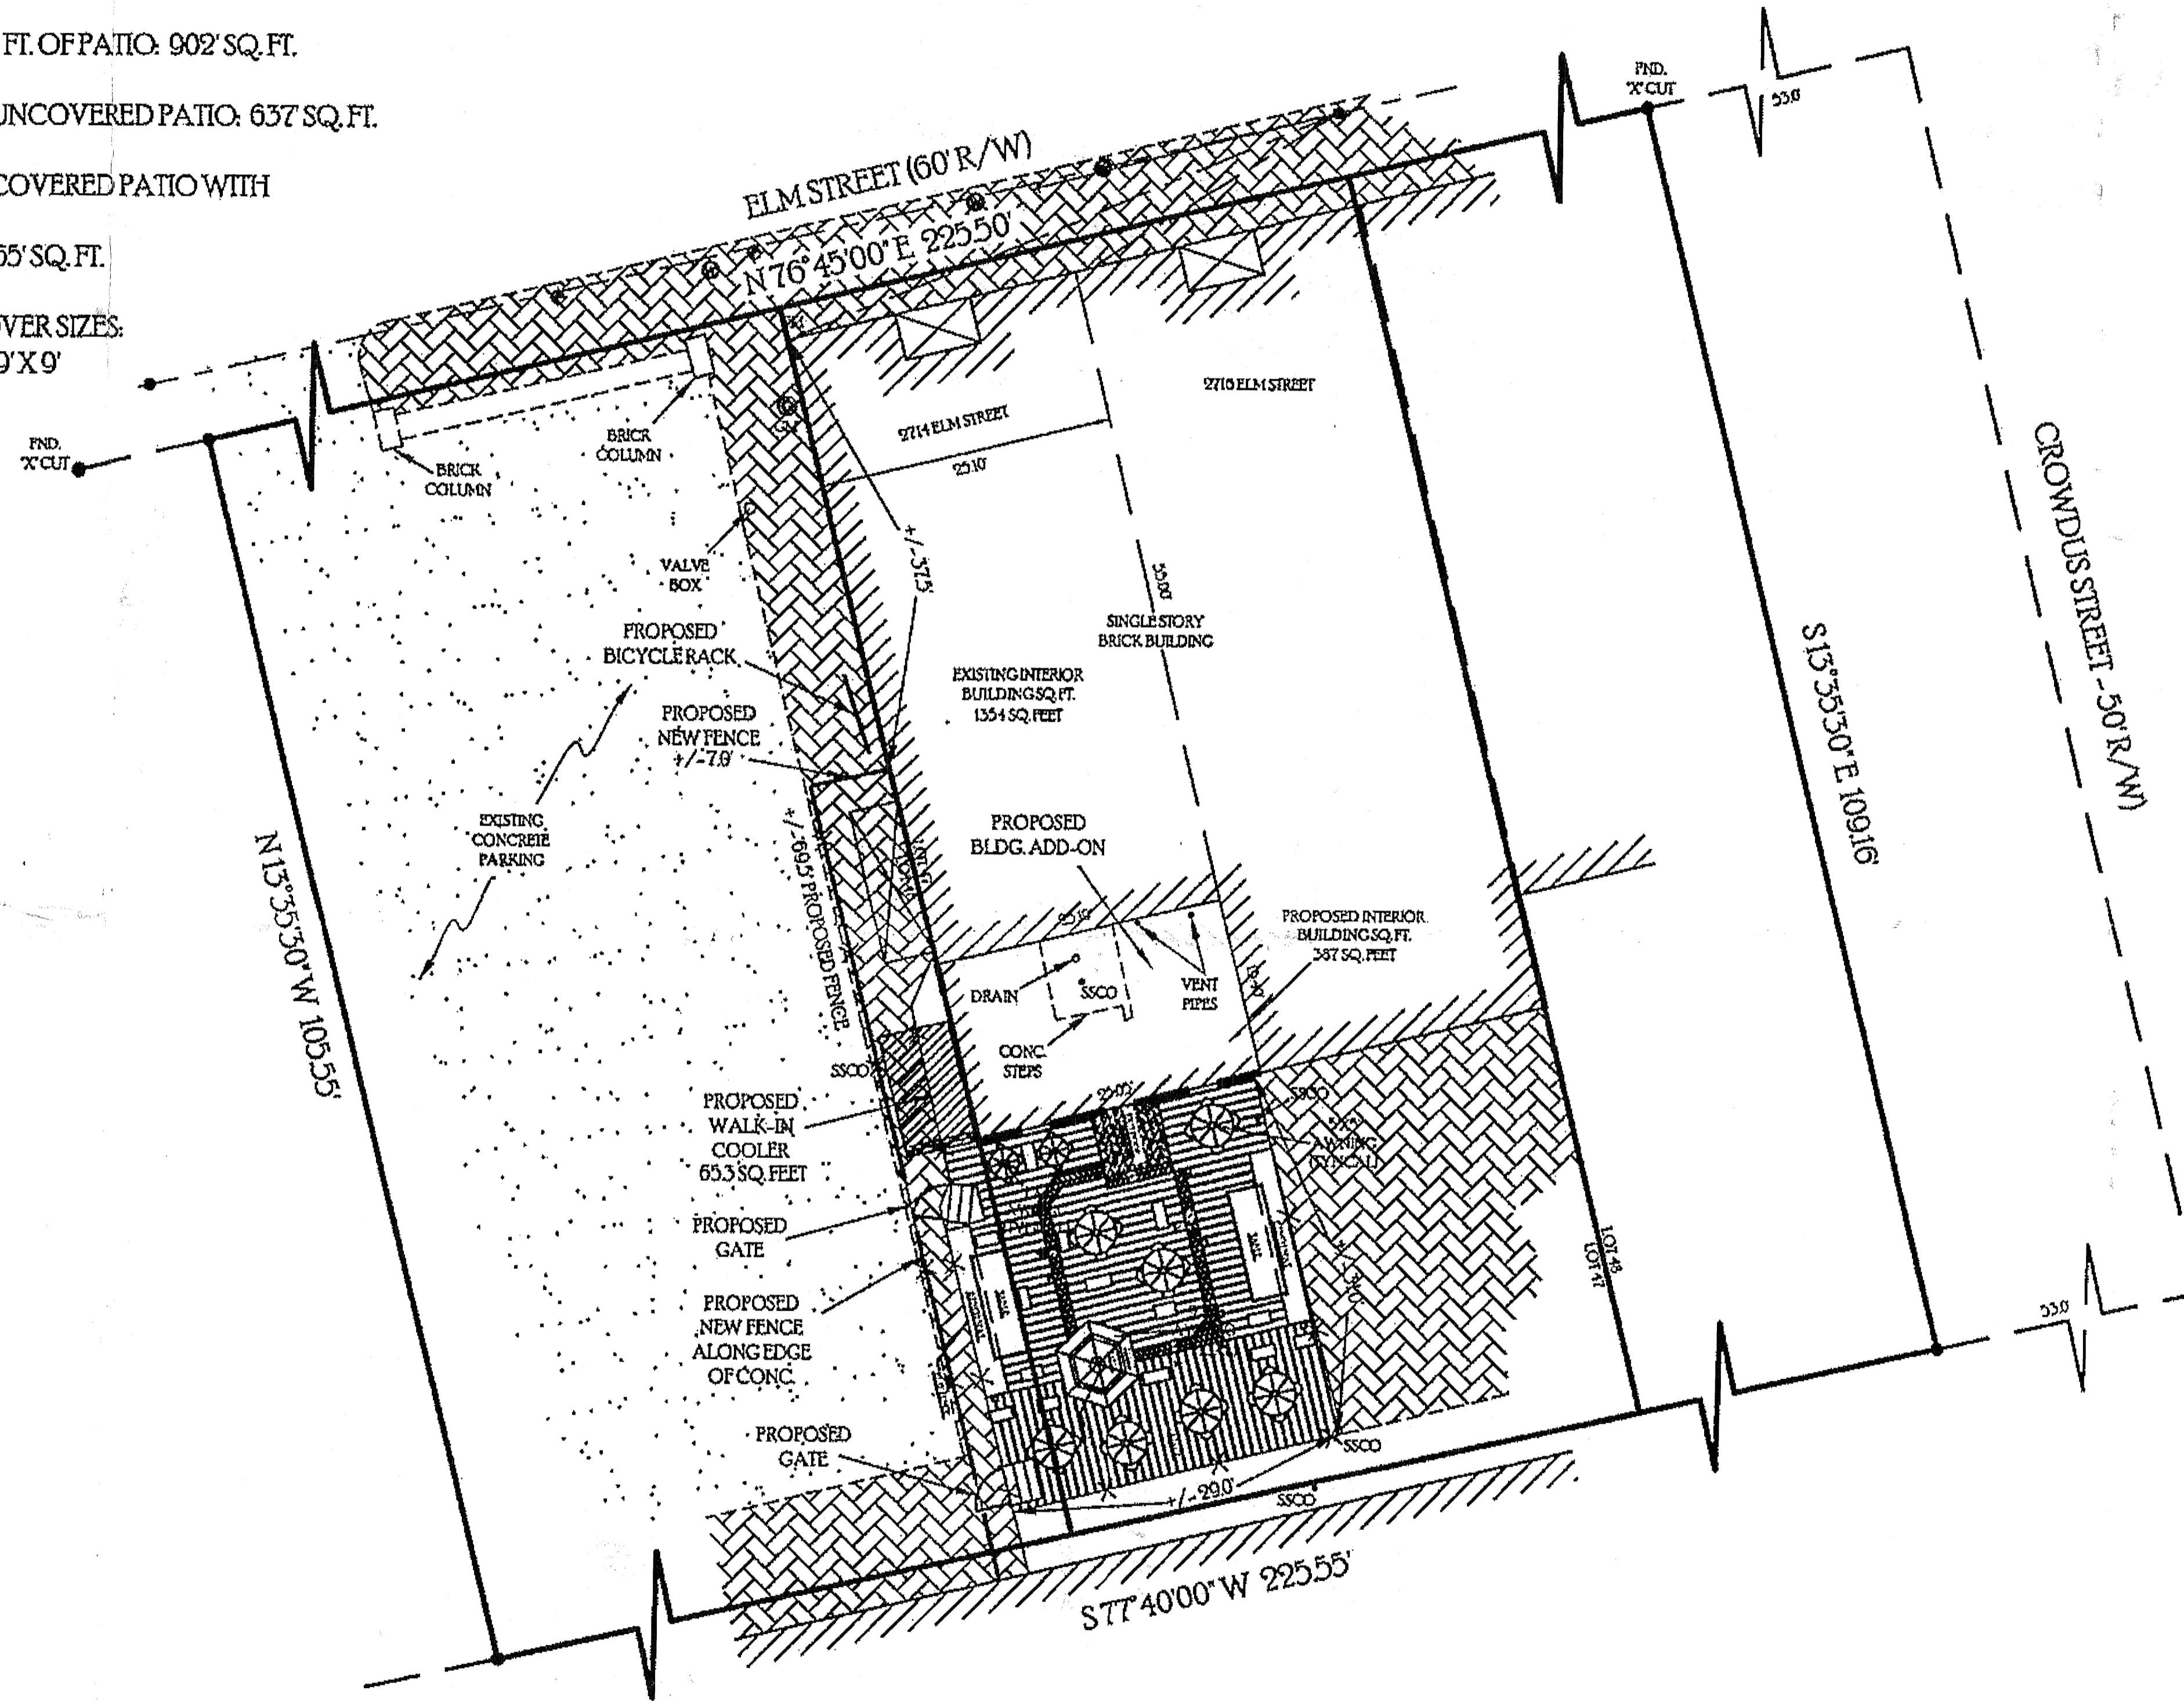 FT. OF PATIO: 902' SQ. FT.
UNCOVERED PATIO: 637' SQ. FT.
COVERED PATIO WITH
SQ. FT.
SIZES:
9' X 9'
ELM STREET (60' R/W)
N 76°45'00" E 225.50'
FND.
'X' CUT
53.0'
FND.
'X' CUT
BRICK
COLUMN
BRICK
COLUMN
2714 ELM STREET
25.10'
2716 ELM STREET
+/-37.5'
VALVE
BOX
55.00'
SINGLE STORY
BRICK BUILDING
PROPOSED
BICYCLE RACK
EXISTING INTERIOR
BUILDING SQ. FT.
1354 SQ. FEET
PROPOSED
NEW FENCE
+/-7.0'
CROWDUS STREET - 50' R/W)
S 13°35'30" E 109.16'
EXISTING
CONCRETE
PARKING
N 13°35'30" W 105.55'
+/-69.5' PROPOSED FENCE
PROPOSED
BLDG. ADD-ON
PROPOSED INTERIOR
BUILDING SQ. FT.
387 SQ. FEET
DRAIN
SSCO
VENT
PIPES
CONC.
STEPS
SSCO
PROPOSED
WALK-IN
COOLER
65.3 SQ. FEET
25.05'
SSCO
AWNING
PROPOSED
GATE
PROPOSED
NEW FENCE
ALONG EDGE
OF CONC.
LOT 48
LOT 47
53.0'
PROPOSED
GATE
SSCO
+/-29.0'
SSCO
S 77°40'00" W 225.55'